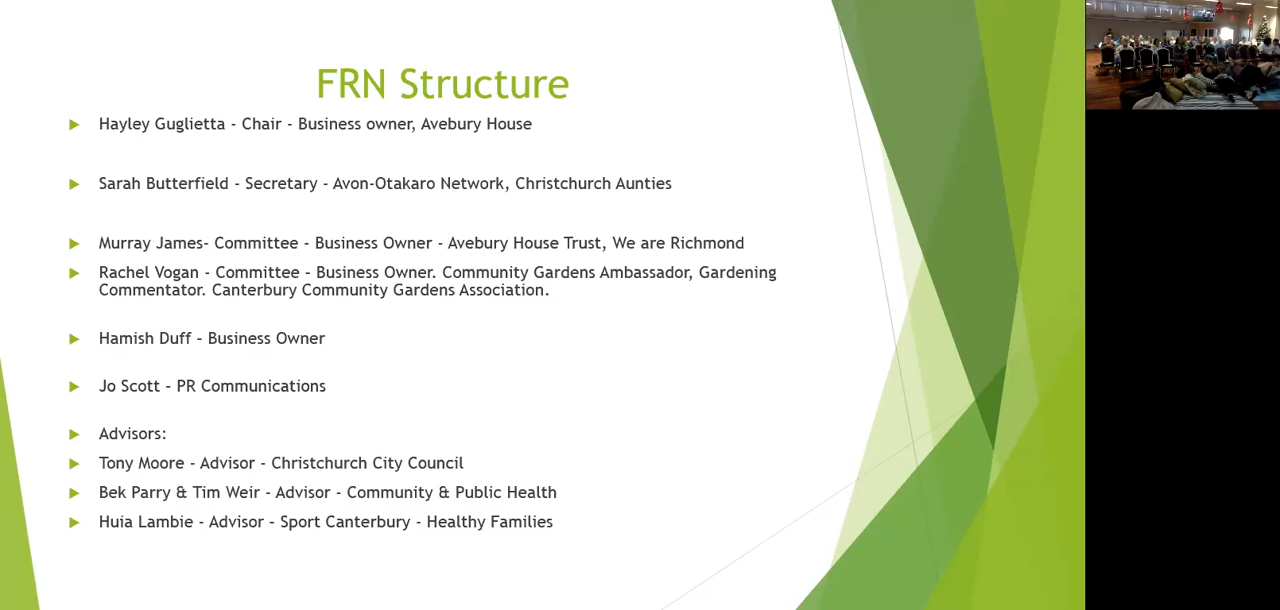 FRN Structure
Hayley Guglietta - Chair - Business owner, Avebury House
Sarah Butterfield - Secretary - Avon-Otakaro Network, Christchurch Aunties
Murray James- Committee - Business Owner - Avebury House Trust, We are Richmond
Rachel Vogan - Committee - Business Owner. Community Gardens Ambassador, Gardening
Commentator. Canterbury Community Gardens Association.
Hamish Duff - Business Owner
Jo Scott - PR Communications
Advisors:
Tony Moore - Advisor - Christchurch City Council
Bek Parry & Tim Weir - Advisor - Community & Public Health
Huia Lambie - Advisor - Sport Canterbury - Healthy Families